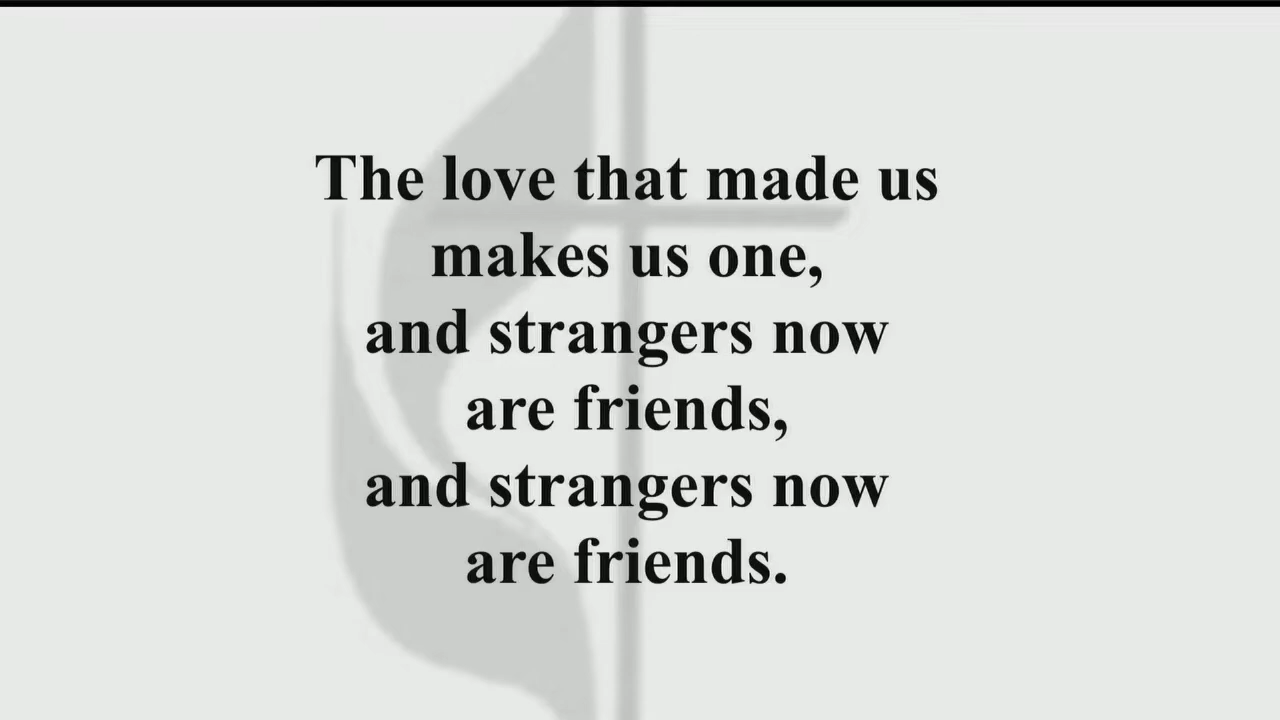 The love that made us
makes us one,
and strangers now
are friends,
and strangers now
are friends.